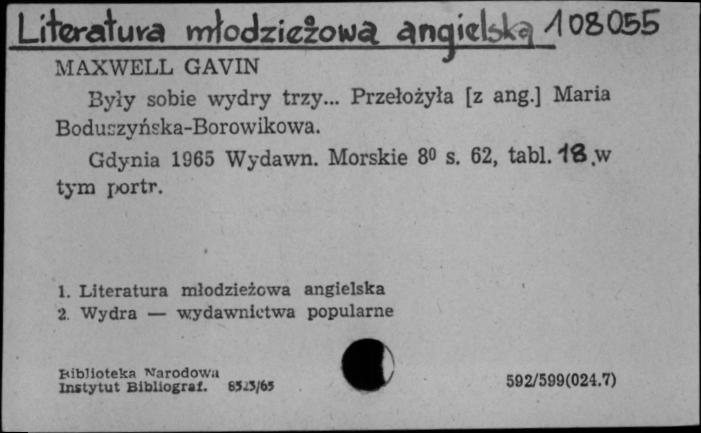 Literatura młodzieżowa angielska 108055
MAXWELL GAVIN
Były sobie wydry trzy... Przełożyła [z ang.] Maria
Boduszyńska-Borowikowa.
Gdynia 1965 Wydawn. Morskie 8⁰ s. 62, tabl. 18, w
tym portr.
1. Literatura młodzieżowa angielska
2. Wydra — wydawnictwa popularne
Biblioteka Narodowa
Instytut Bibliograf.
592/599(024.7)